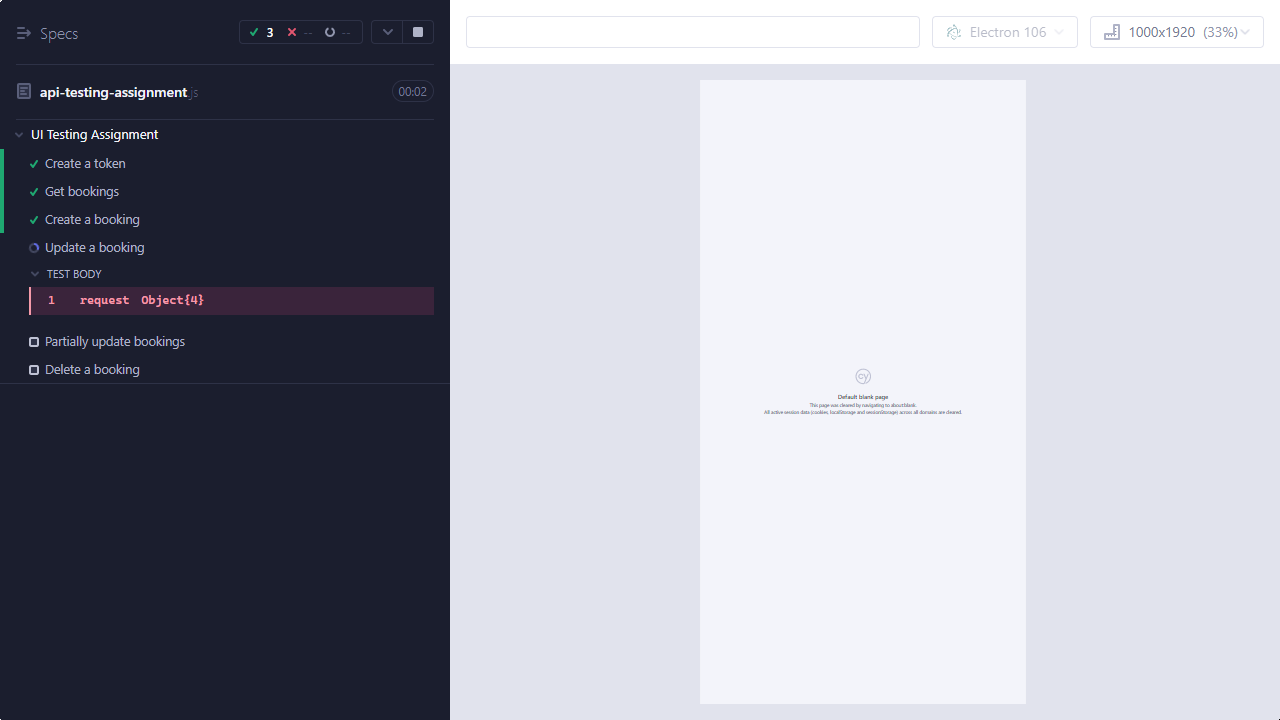 Specs
3
--
--
api-testing-assignment.js
00:02
UI Testing Assignment
Create a token
Get bookings
Create a booking
Update a booking
TEST BODY
1 request Object{4}
Partially update bookings
Delete a booking
Electron 106
1000x1920 (33%)
cy
Default blank page
This page was cleared by navigating to about:blank.
All active session data (cookies, localStorage and sessionStorage) across all domains are cleared.